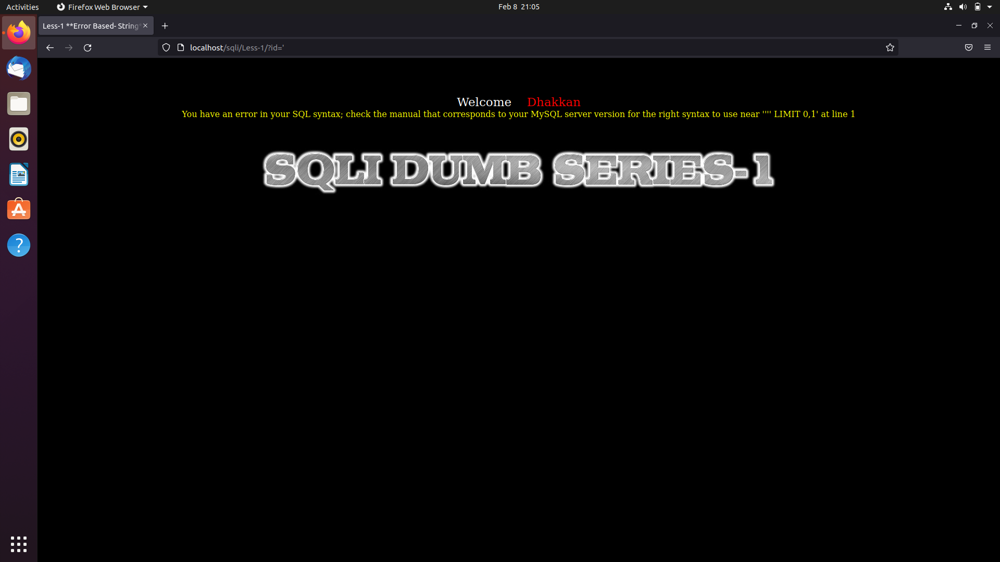 Activities
Firefox Web Browser
Feb 8 21:05
Less-1 **Error Based- String*
localhost/sqli/Less-1/?id='
Welcome Dhakkan
You have an error in your SQL syntax; check the manual that corresponds to your MySQL server version for the right syntax to use near '''' LIMIT 0,1' at line 1
SQLI DUMB SERIES-1